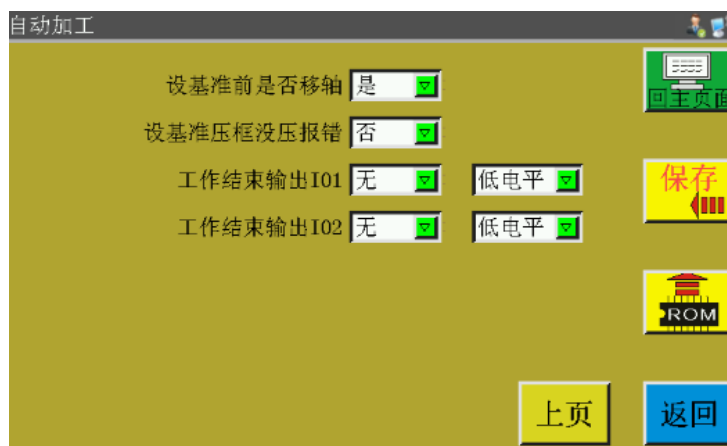 自动加工
设基准前是否移轴 是
回主页面
设基准压框没压报错 否
工作结束输出IO1 无 低电平
保存
工作结束输出IO2 无 低电平
ROM
上页
返回